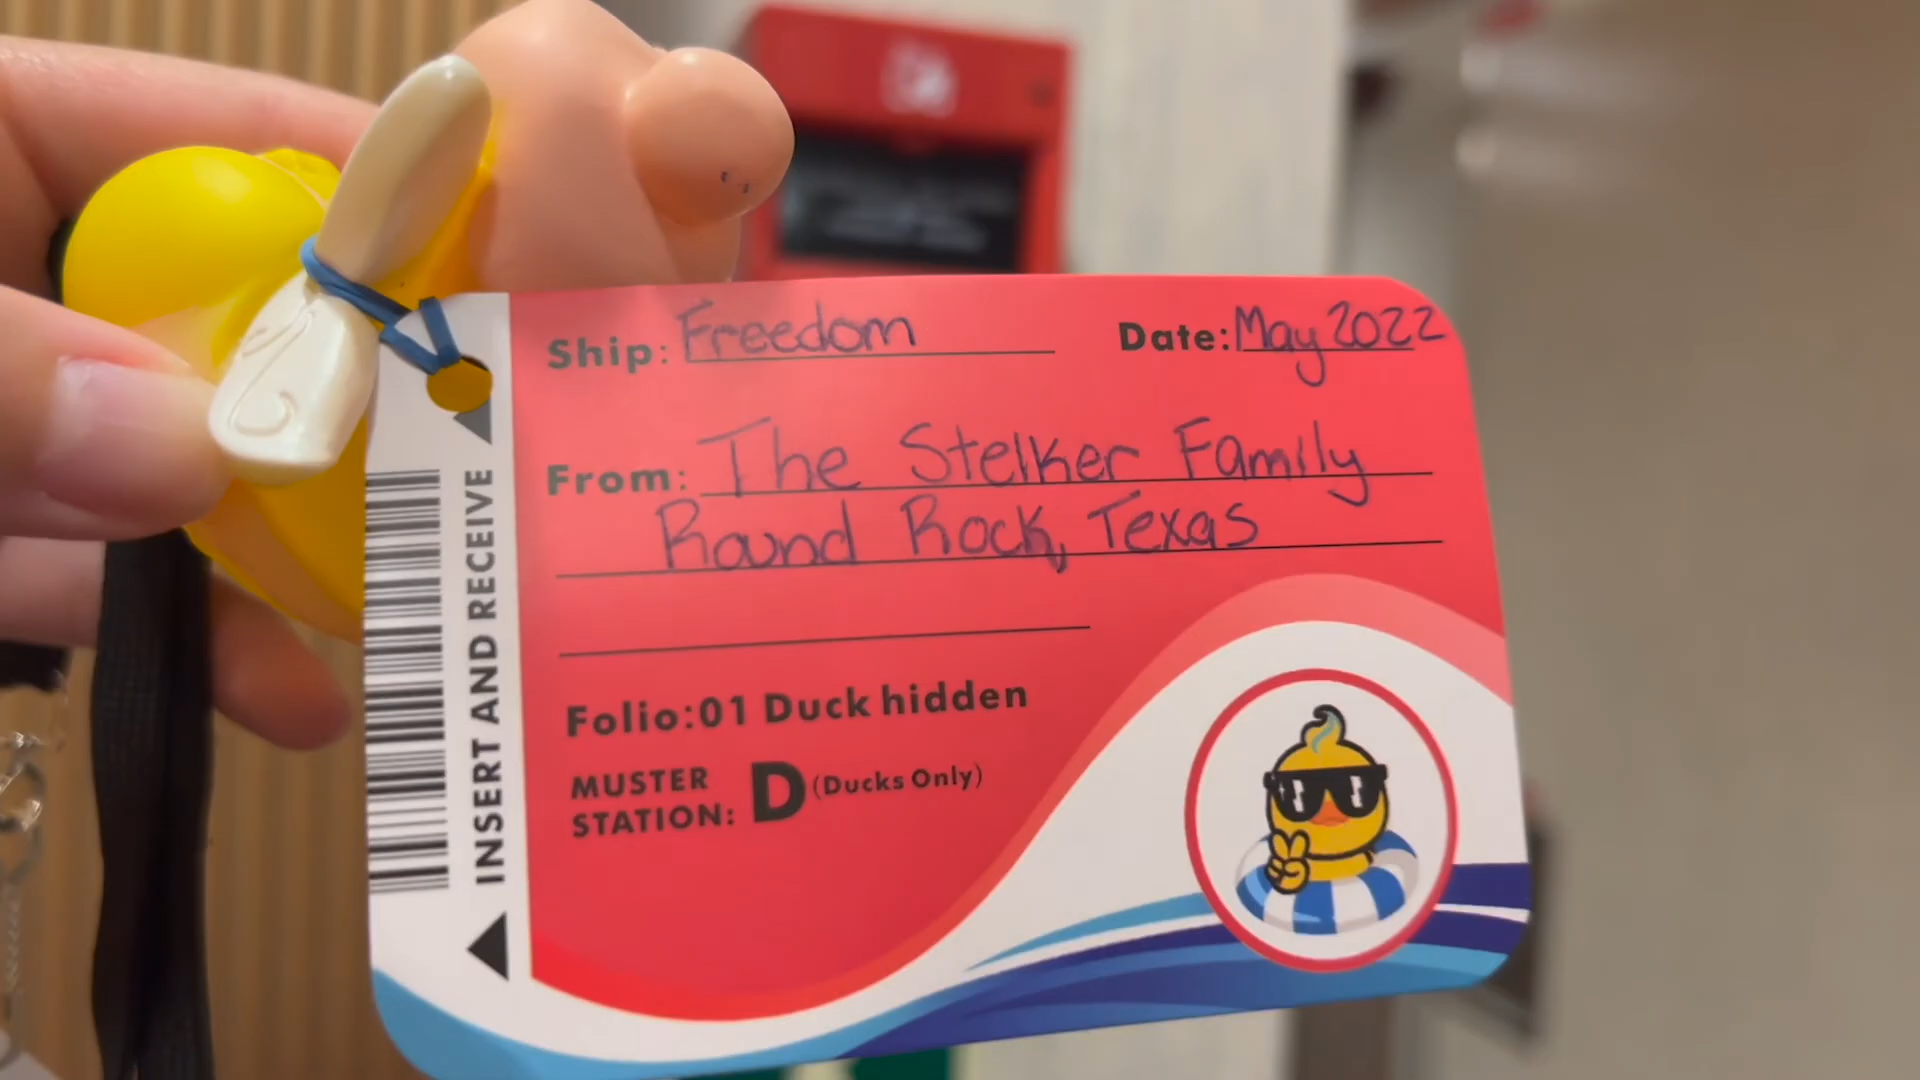 Ship: Freedom Date: May 2022
From: The Stelker Family
Round Rock, Texas
Folio:01 Duck hidden
MUSTER STATION: D (Ducks Only)
INSERT AND RECEIVE